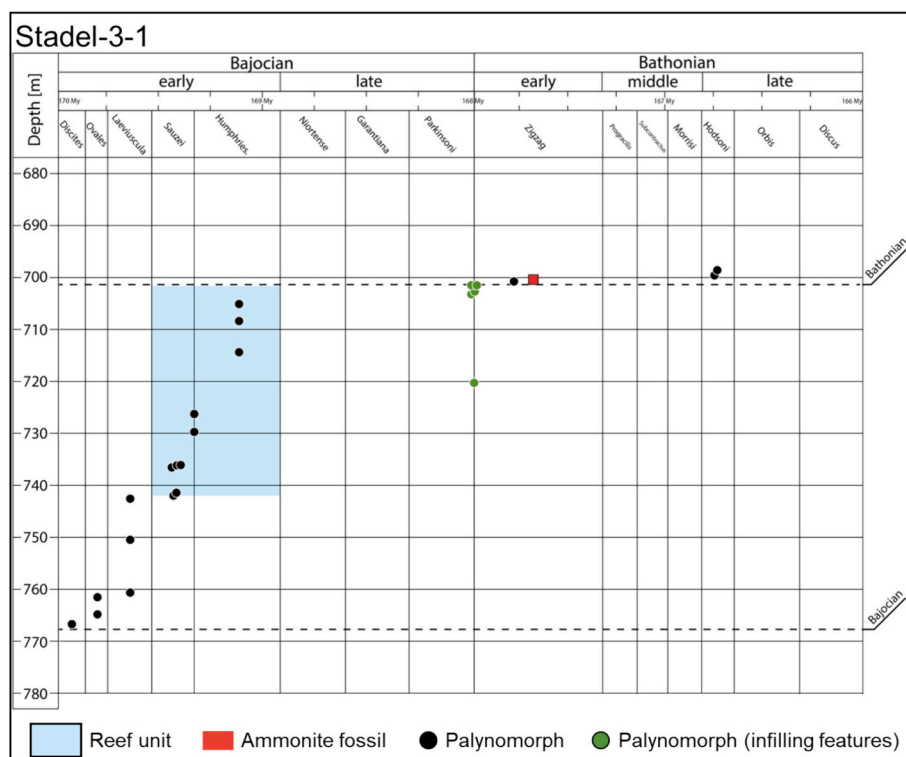 Stadel-3-1
Bajocian Bathonian
early late early middle late
170 My 169 My 168 My 167 My 166 My
Depth [m]
Discites Ovales Laeviuscula Sauzei Humphries. Niortense Garantiana Parkinsoni Zigzag Progracilis Subcontractus Morrisi Hodsoni Orbis Discus
680
690
700
Bathonian
710
720
730
740
750
760
Bajocian
770
780
Reef unit Ammonite fossil Palynomorph Palynomorph (infilling features)